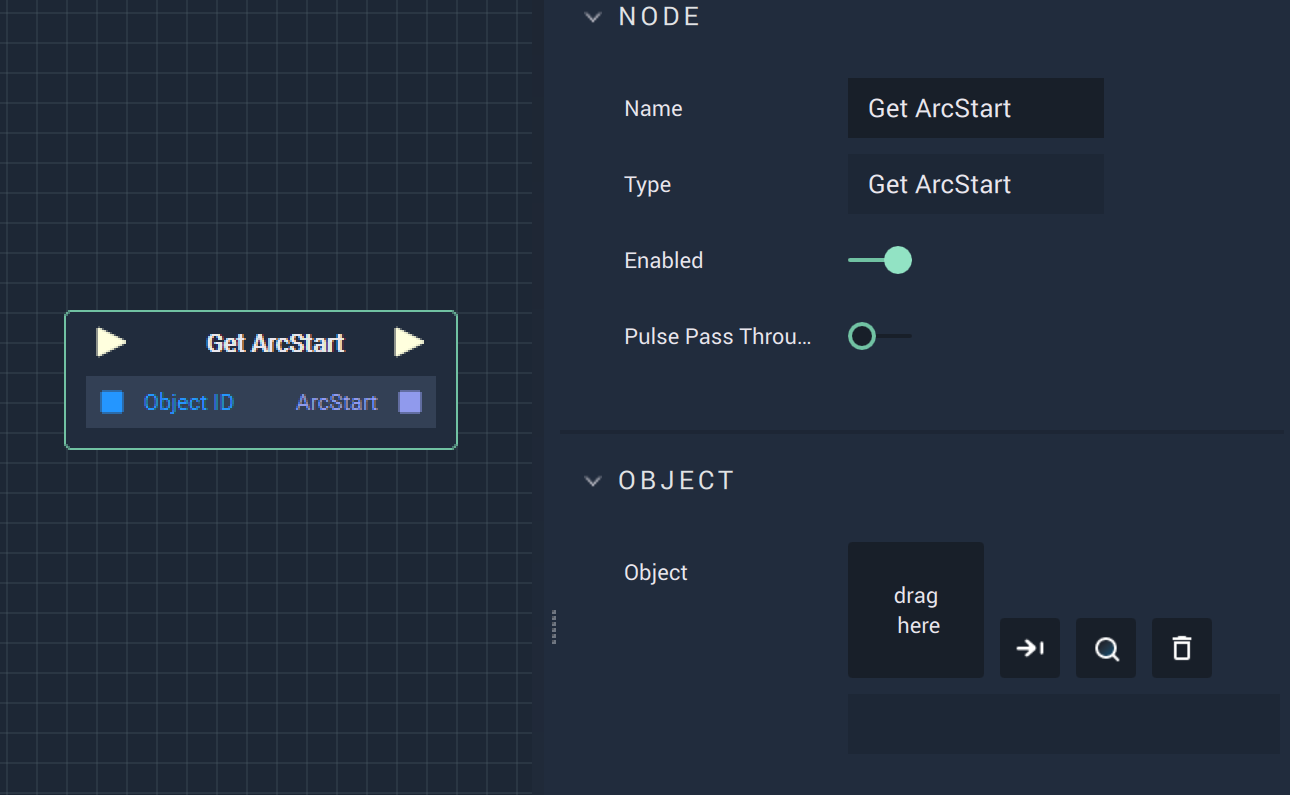 Get ArcStart
Object ID
ArcStart
NODE
Name
Get ArcStart
Type
Get ArcStart
Enabled
Pulse Pass Throu...
OBJECT
Object
drag
here